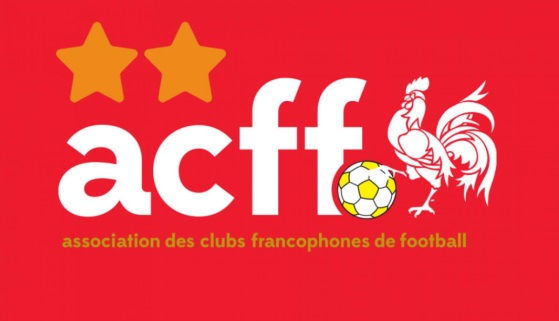 acff
association des clubs francophones de football